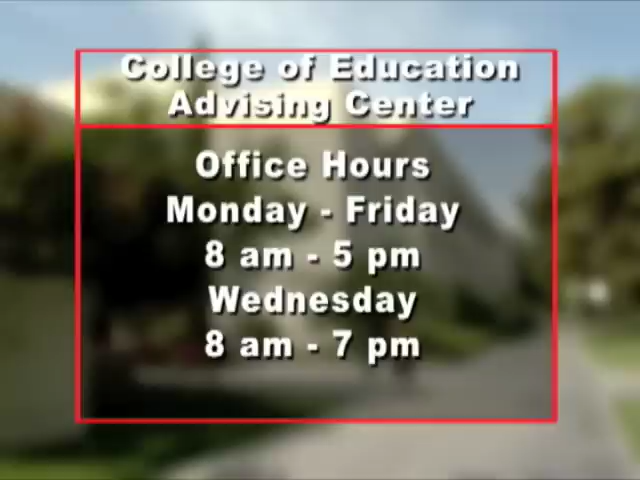 College of Education
Advising Center
Office Hours
Monday - Friday
8 am - 5 pm
Wednesday
8 am - 7 pm